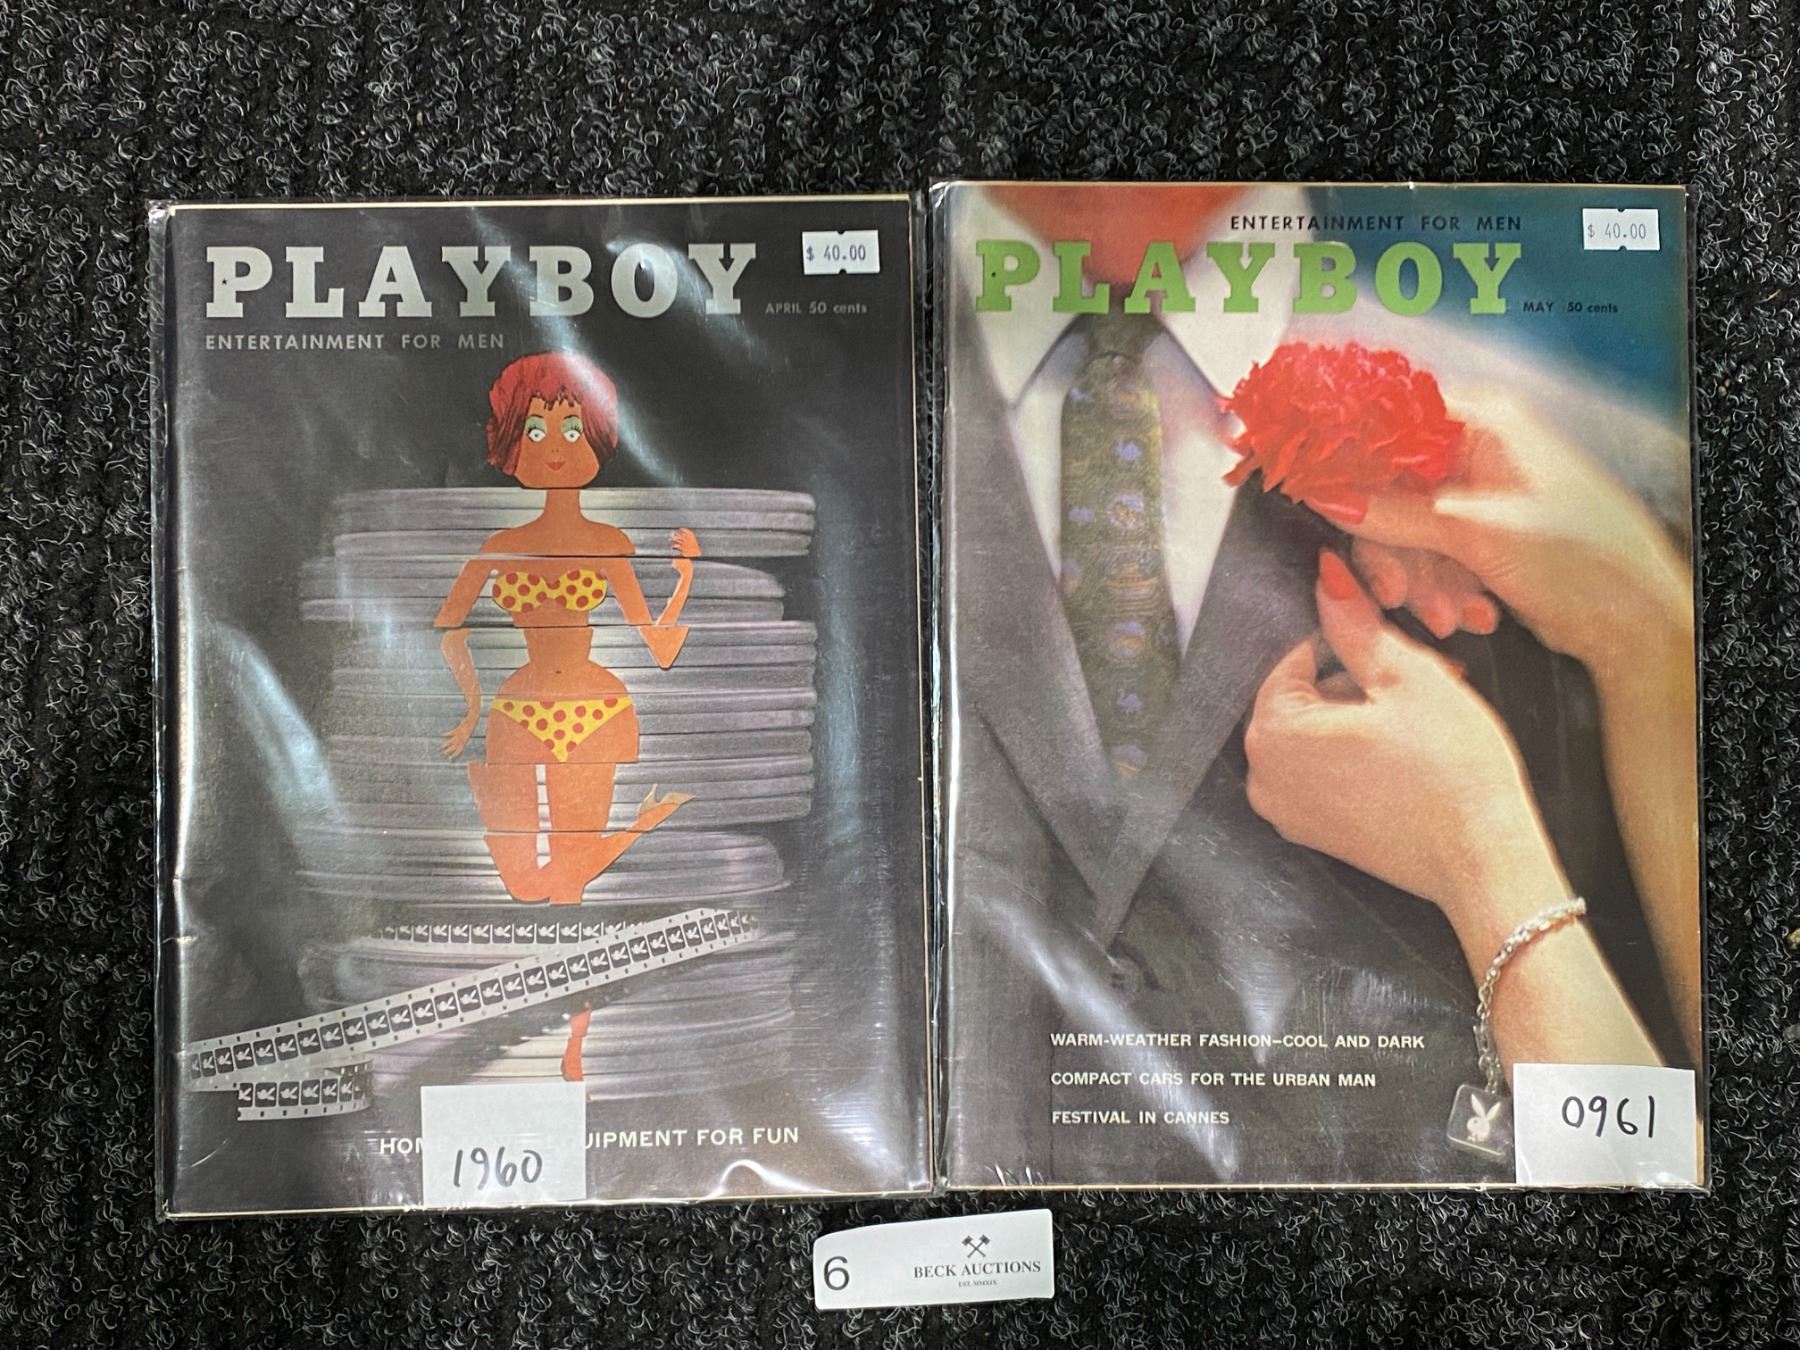 PLAYBOY
$ 40.00
APRIL 50 cents
ENTERTAINMENT FOR MEN
UIPMENT FOR FUN
1960
ENTERTAINMENT FOR MEN
$ 40.00
PLAYBOY
MAY 50 cents
WARM-WEATHER FASHION–COOL AND DARK
COMPACT CARS FOR THE URBAN MAN
FESTIVAL IN CANNES
0961
6
BECK AUCTIONS
EST. MMXIX